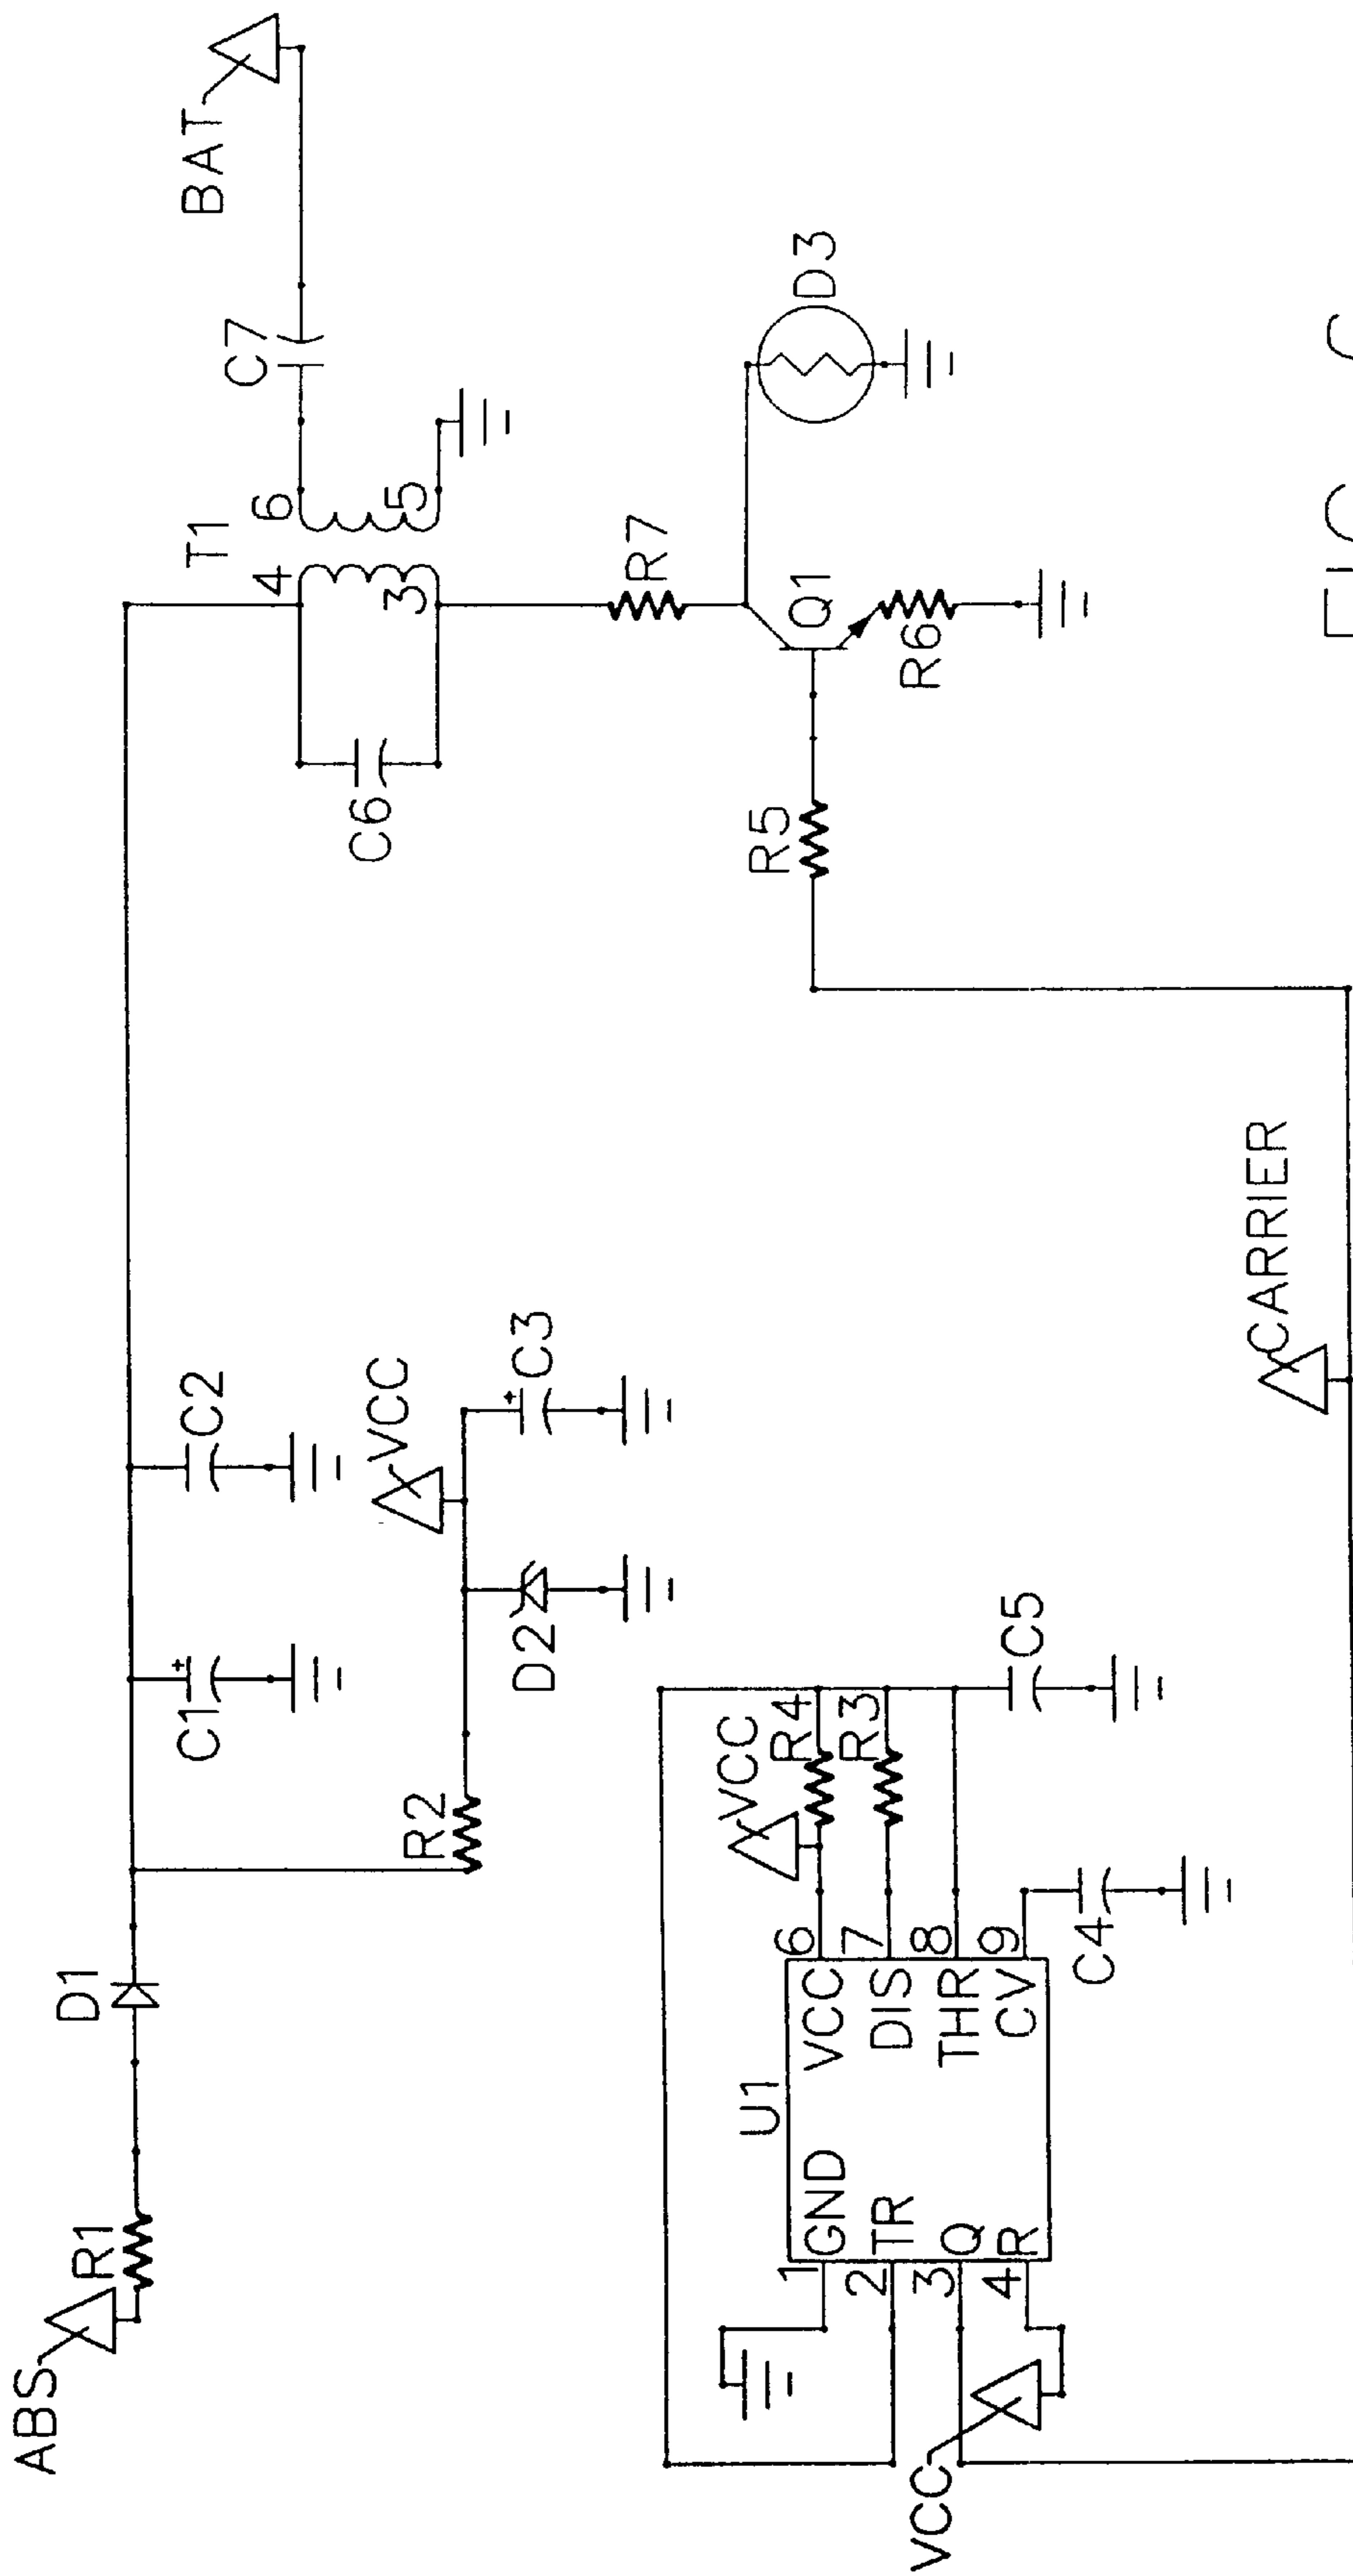 ABS
R1
D1
C1
+
C2
R2
VCC
D2
C3
+
T1
4
6
3
5
C6
C7
BAT
R7
Q1
D3
R5
R6
U1
1
GND
2
TR
3
Q
4
R
VCC
6
VCC
7
DIS
8
THR
9
CV
VCC
R4
R3
C4
C5
CARRIER